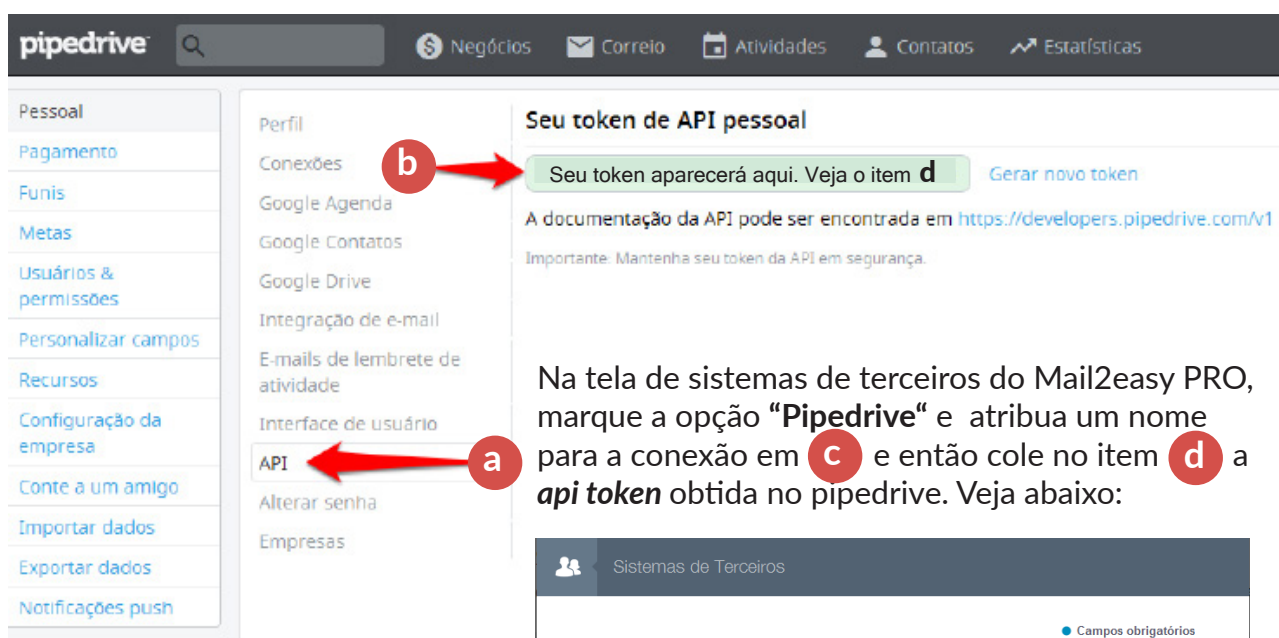 pipedrive
Negócios
Correio
Atividades
Contatos
Estatísticas
Pessoal
Pagamento
Funis
Metas
Usuários &
permissões
Personalizar campos
Recursos
Configuração da
empresa
Conte a um amigo
Importar dados
Exportar dados
Notificações push
Perfil
Conexões
Google Agenda
Google Contatos
Google Drive
Integração de e-mail
E-mails de lembrete de
atividade
Interface de usuário
API
Alterar senha
Empresas
b
a
Seu token de API pessoal
Seu token aparecerá aqui. Veja o item d
Gerar novo token
A documentação da API pode ser encontrada em https://developers.pipedrive.com/v1
Importante: Mantenha seu token da API em segurança.
Na tela de sistemas de terceiros do Mail2easy PRO,
marque a opção “Pipedrive“ e atribua um nome
para a conexão em c e então cole no item d a
api token obtida no pipedrive. Veja abaixo:
Sistemas de Terceiros
Campos obrigatórios